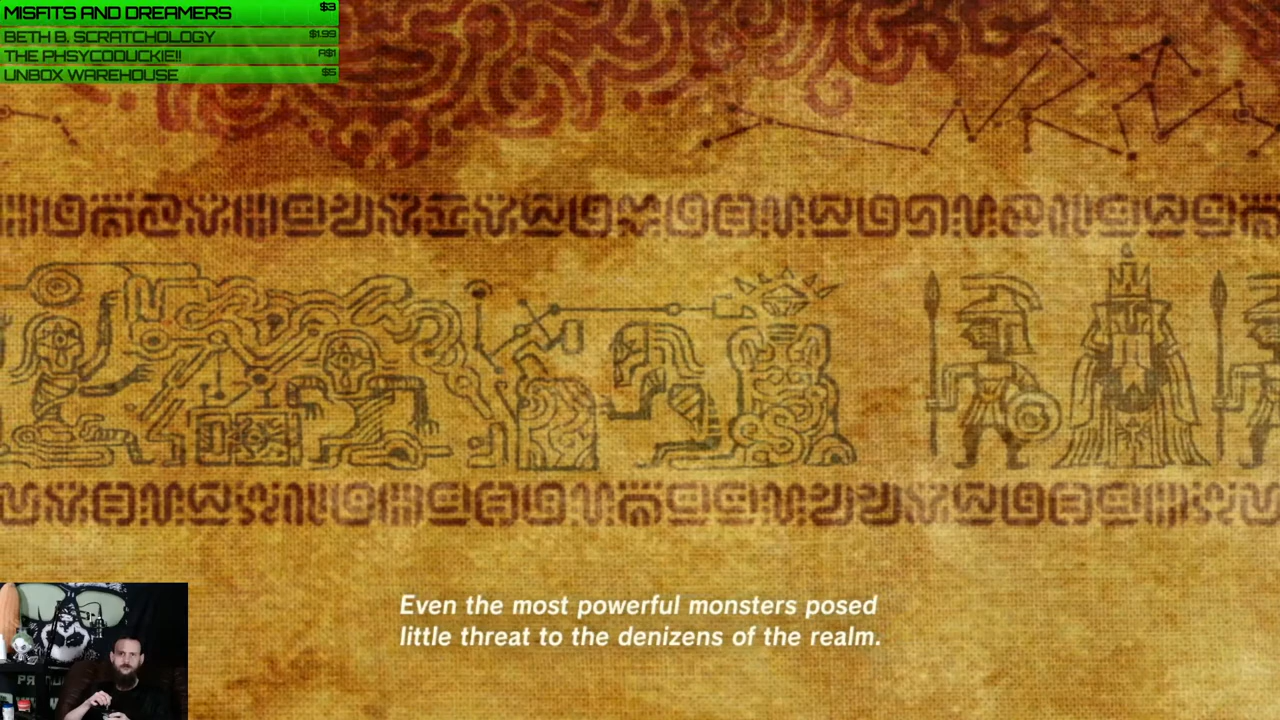 MISFITS AND DREAMERS $3
BETH B. SCRATCHOLOGY $1.99
THE PHSYCODUCKIE!! R$1
UNBOX WAREHOUSE $5
Even the most powerful monsters posed
little threat to the denizens of the realm.